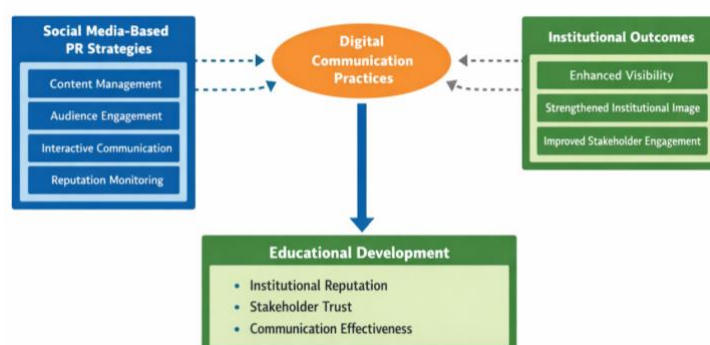 Social Media-Based
PR Strategies
Content Management
Audience Engagement
Interactive Communication
Reputation Monitoring
Digital
Communication
Practices
Institutional Outcomes
Enhanced Visibility
Strengthened Institutional Image
Improved Stakeholder Engagement
Educational Development
• Institutional Reputation
• Stakeholder Trust
• Communication Effectiveness